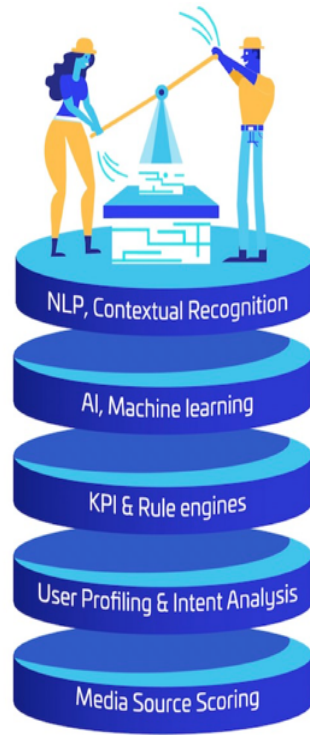 NLP, Contextual Recognition
AI, Machine learning
KPI & Rule engines
User Profiling & Intent Analysis
Media Source Scoring